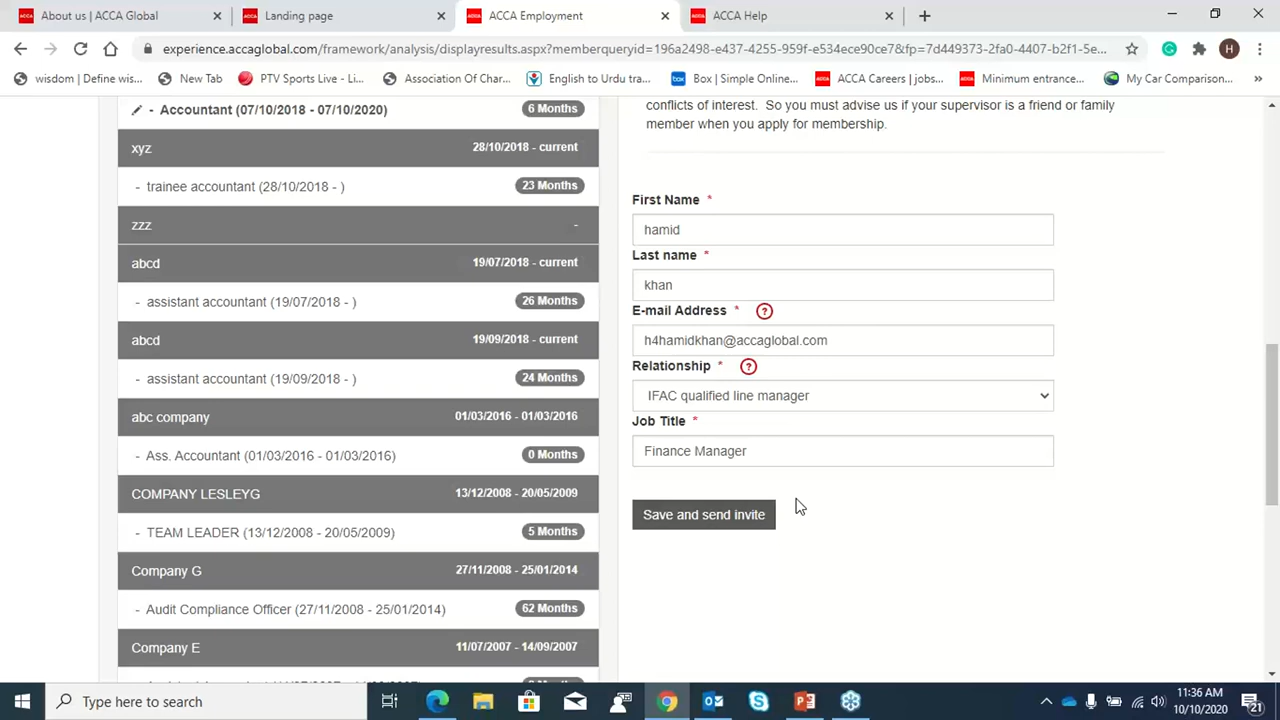 About us | ACCA Global
Landing page
ACCA Employment
ACCA Help
experience.accaglobal.com/framework/analysis/displayresults.aspx?memberqueryid=196a2498-e437-4255-959f-e534ece90ce7&fp=7d449373-2fa0-4407-b2f1-5e...
H
wisdom | Define wis...
New Tab
PTV Sports Live - Li...
Association Of Char...
English to Urdu tra...
box
Box | Simple Online...
ACCA Careers | jobs...
Minimum entrance...
My Car Comparison...
»
- Accountant (07/10/2018 - 07/10/2020)
6 Months
xyz
28/10/2018 - current
- trainee accountant (28/10/2018 - )
23 Months
zzz
-
abcd
19/07/2018 - current
- assistant accountant (19/07/2018 - )
26 Months
abcd
19/09/2018 - current
- assistant accountant (19/09/2018 - )
24 Months
abc company
01/03/2016 - 01/03/2016
- Ass. Accountant (01/03/2016 - 01/03/2016)
0 Months
COMPANY LESLEYG
13/12/2008 - 20/05/2009
- TEAM LEADER (13/12/2008 - 20/05/2009)
5 Months
Company G
27/11/2008 - 25/01/2014
- Audit Compliance Officer (27/11/2008 - 25/01/2014)
62 Months
Company E
11/07/2007 - 14/09/2007
conflicts of interest. So you must advise us if your supervisor is a friend or family
member when you apply for membership.
First Name *
hamid
Last name *
khan
E-mail Address * ?
h4hamidkhan@accaglobal.com
Relationship * ?
IFAC qualified line manager
Job Title *
Finance Manager
Save and send invite
Type here to search
11:36 AM
10/10/2020
21